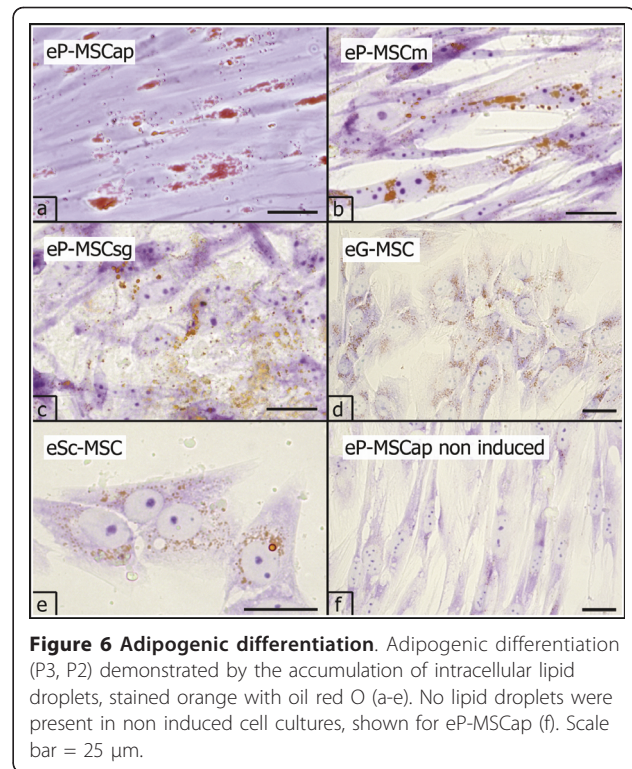 eP-MSCap
eP-MSCm
a
b
eP-MSCsg
eG-MSC
c
d
eSc-MSC
eP-MSCap non induced
e
f
Figure 6 Adipogenic differentiation. Adipogenic differentiation
(P3, P2) demonstrated by the accumulation of intracellular lipid
droplets, stained orange with oil red O (a-e). No lipid droplets were
present in non induced cell cultures, shown for eP-MSCap (f). Scale
bar = 25 μm.